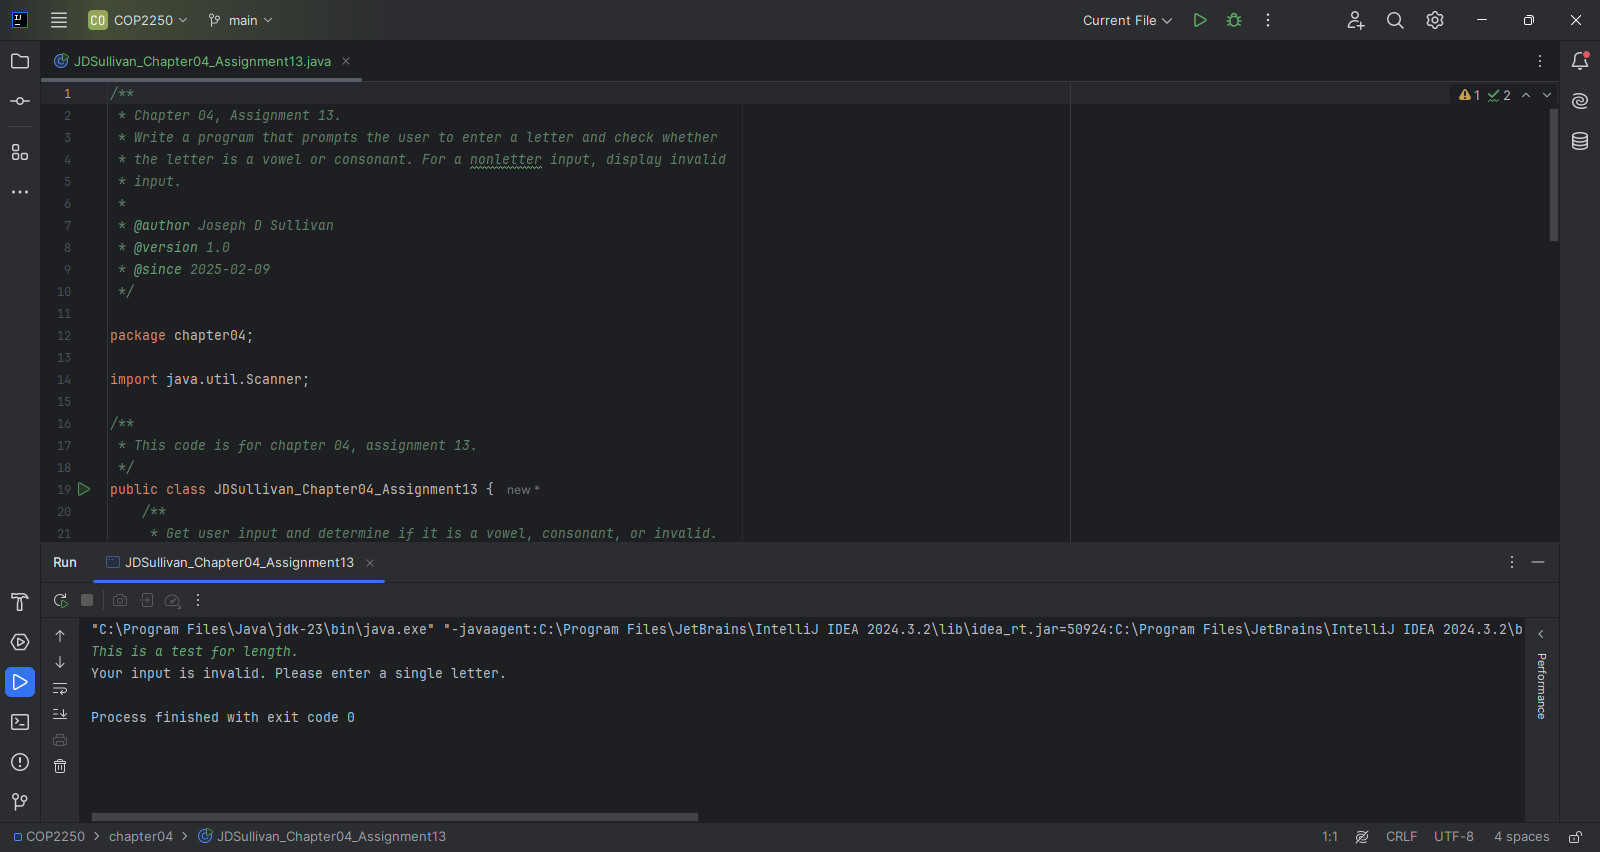 CO COP2250 main Current File
JDSullivan_Chapter04_Assignment13.java
1 /**
2 * Chapter 04, Assignment 13.
3 * Write a program that prompts the user to enter a letter and check whether
4 * the letter is a vowel or consonant. For a nonletter input, display invalid
5 * input.
6 *
7 * @author Joseph D Sullivan
8 * @version 1.0
9 * @since 2025-02-09
10 */
11
12 package chapter04;
13
14 import java.util.Scanner;
15
16 /**
17 * This code is for chapter 04, assignment 13.
18 */
19 public class JDSullivan_Chapter04_Assignment13 { new *
20 /**
21 * Get user input and determine if it is a vowel, consonant, or invalid.
1 2
Run JDSullivan_Chapter04_Assignment13
"C:\Program Files\Java\jdk-23\bin\java.exe" "-javaagent:C:\Program Files\JetBrains\IntelliJ IDEA 2024.3.2\lib\idea_rt.jar=50924:C:\Program Files\JetBrains\IntelliJ IDEA 2024.3.2\b
This is a test for length.
Your input is invalid. Please enter a single letter.
Process finished with exit code 0
Performance
COP2250 chapter04 JDSullivan_Chapter04_Assignment13 1:1 CRLF UTF-8 4 spaces